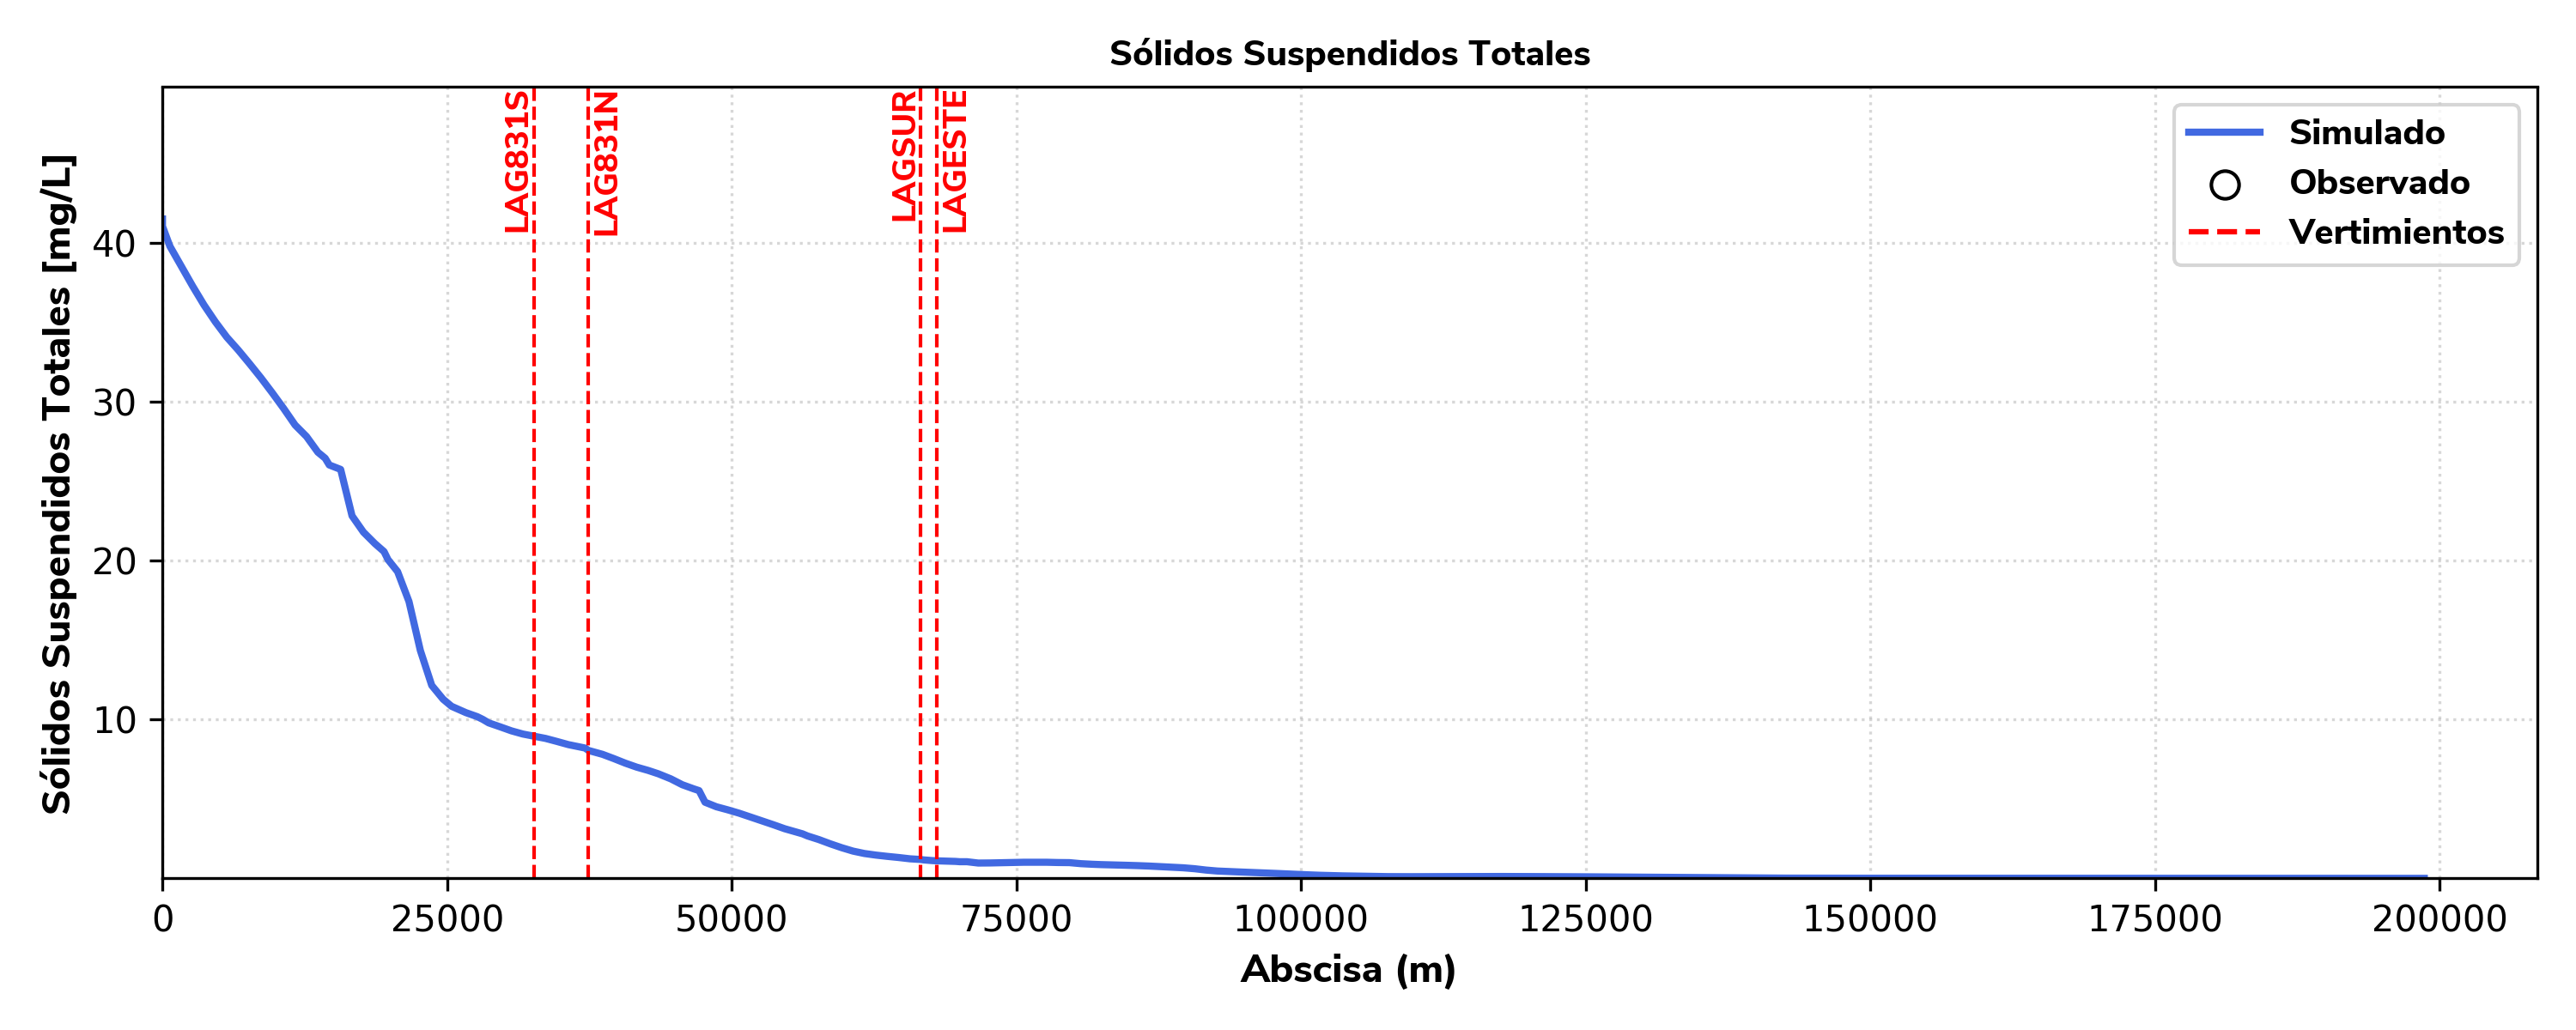 Sólidos Suspendidos Totales
LAG831S
LAG831N
LAGSUR
LAGESTE
Simulado
Observado
Vertimientos
Sólidos Suspendidos Totales [mg/L]
40
30
20
10
0
25000
50000
75000
100000
125000
150000
175000
200000
Abscisa (m)